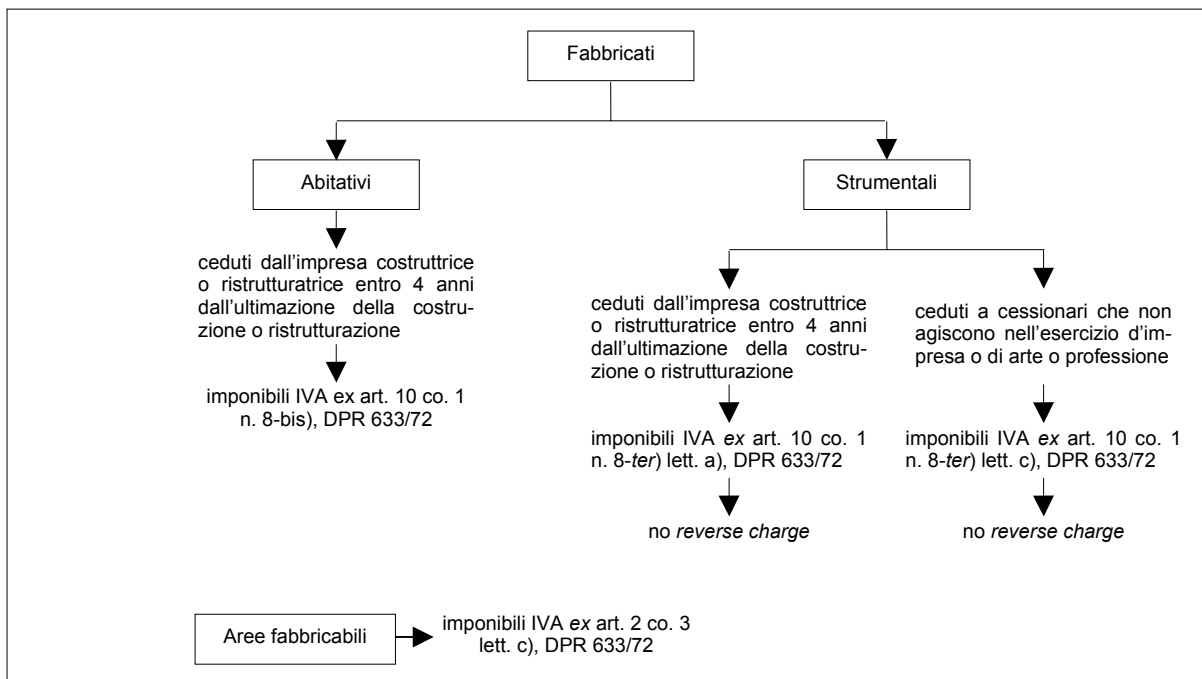 Fabbricati
Abitativi
Strumentali
ceduti dall'impresa costruttrice
o ristrutturatrice entro 4 anni
dall'ultimazione della costru-
zione o ristrutturazione
imponibili IVA ex art. 10 co. 1
n. 8-bis), DPR 633/72
ceduti dall'impresa costruttrice
o ristrutturatrice entro 4 anni
dall'ultimazione della costru-
zione o ristrutturazione
imponibili IVA ex art. 10 co. 1
n. 8-ter) lett. a), DPR 633/72
no reverse charge
ceduti a cessionari che non
agiscono nell'esercizio d'im-
presa o di arte o professione
imponibili IVA ex art. 10 co. 1
n. 8-ter) lett. c), DPR 633/72
no reverse charge
Aree fabbricabili
imponibili IVA ex art. 2 co. 3
lett. c), DPR 633/72